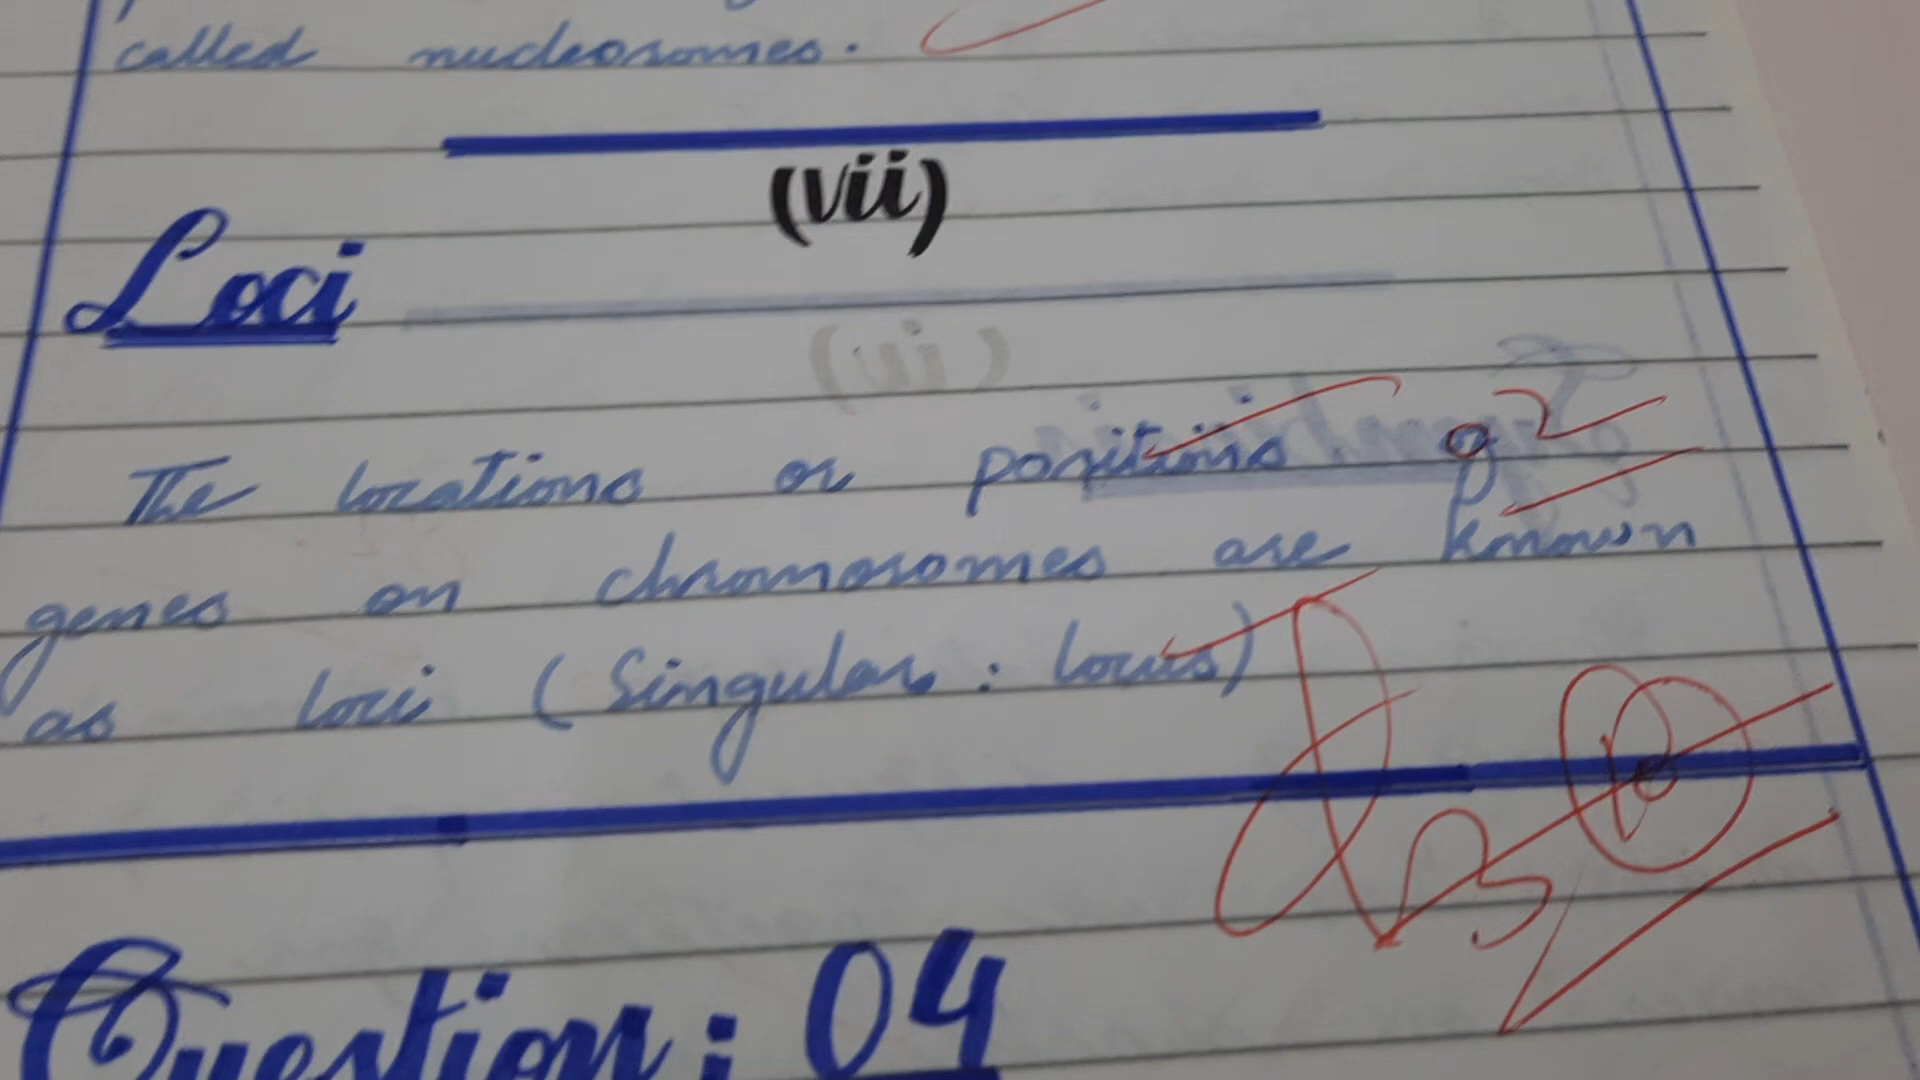 called nucleosomes.
(vii)
Loci
The locations or positions of
genes on chromosomes are known
as loci (Singular : locus)
Question : 04